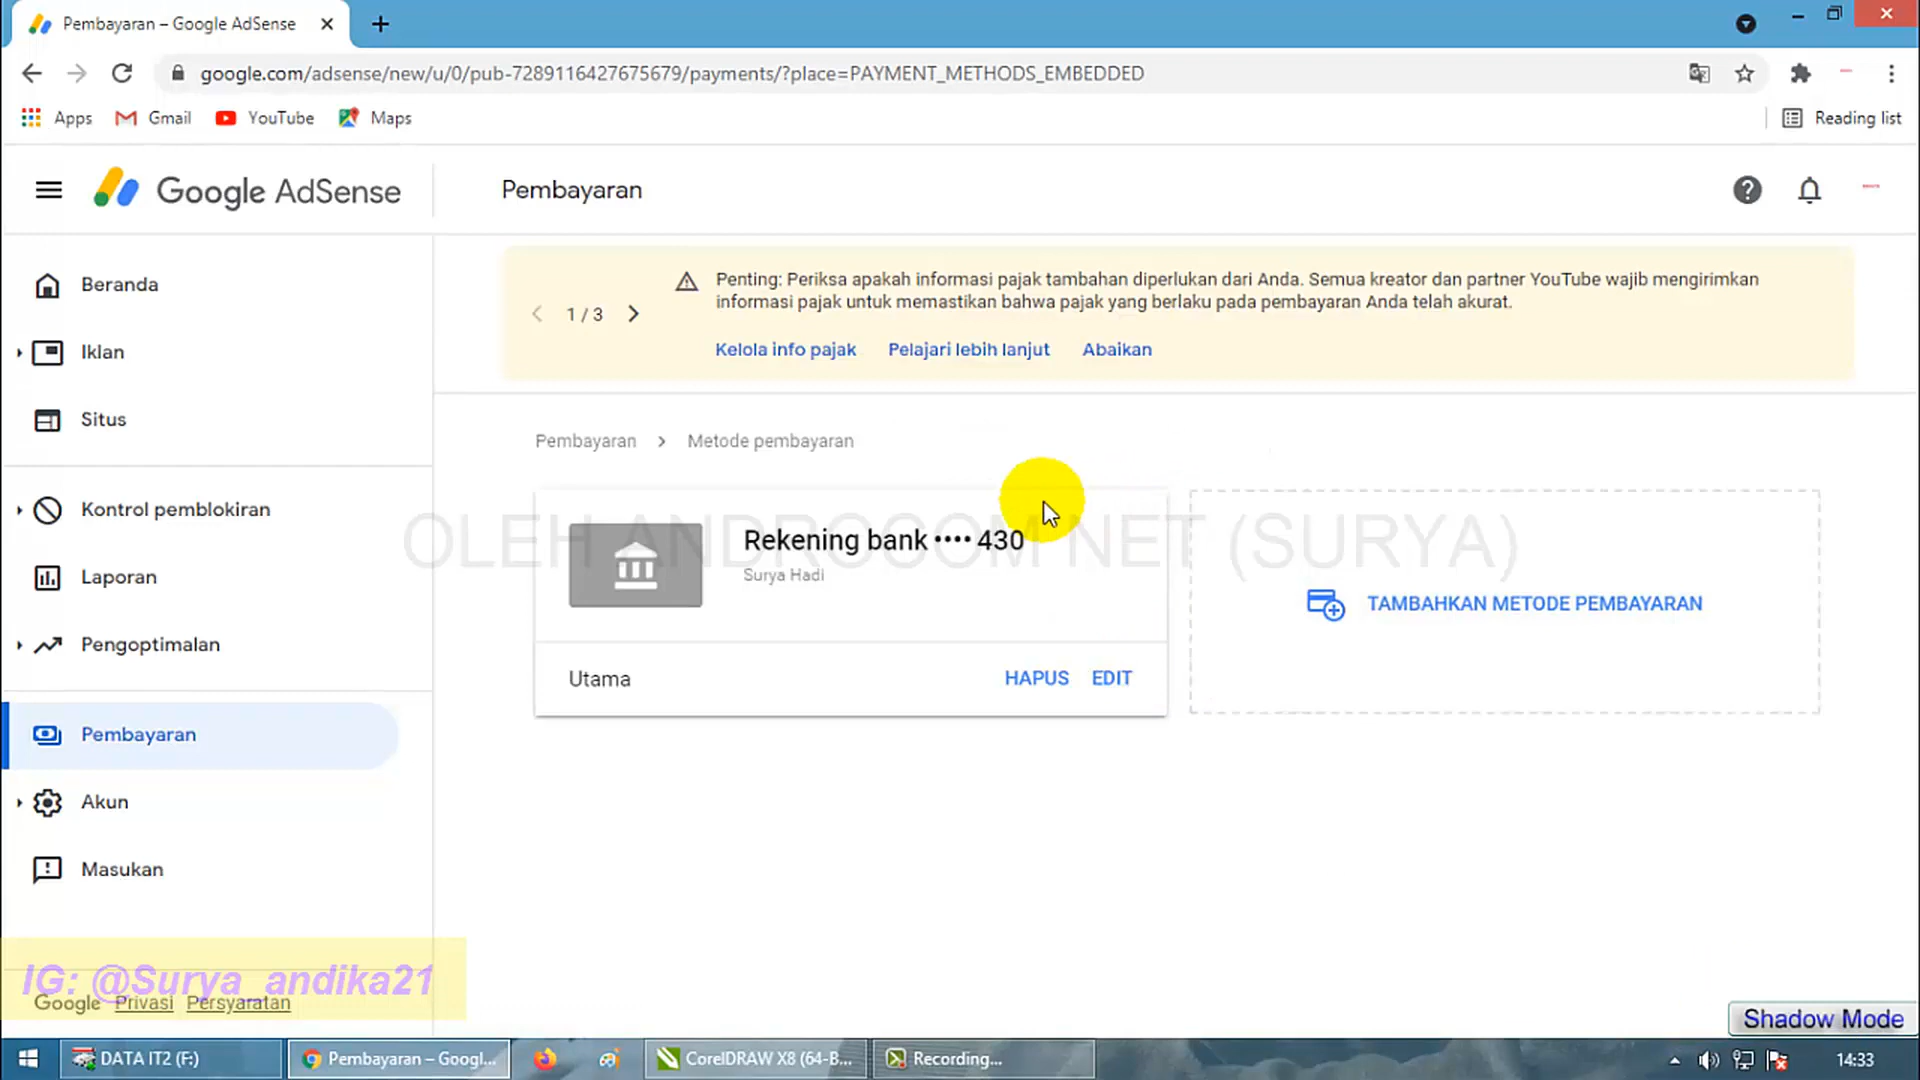 Pembayaran – Google AdSense
google.com/adsense/new/u/0/pub-7289116427675679/payments/?place=PAYMENT_METHODS_EMBEDDED
Apps Gmail YouTube Maps Reading list
Google AdSense Pembayaran
Beranda
Iklan
Situs
Kontrol pemblokiran
Laporan
Pengoptimalan
Pembayaran
Akun
Masukan
1 / 3
Penting: Periksa apakah informasi pajak tambahan diperlukan dari Anda. Semua kreator dan partner YouTube wajib mengirimkan
informasi pajak untuk memastikan bahwa pajak yang berlaku pada pembayaran Anda telah akurat.
Kelola info pajak Pelajari lebih lanjut Abaikan
Pembayaran > Metode pembayaran
OLEH ANDROCOM NET (SURYA)
Rekening bank •••• 430
Surya Hadi
Utama HAPUS EDIT
TAMBAHKAN METODE PEMBAYARAN
IG: @Surya_andika21
Google Privasi Persyaratan
Shadow Mode
DATA IT2 (F:) Pembayaran – Googl... CorelDRAW X8 (64-B... Recording... 14:33